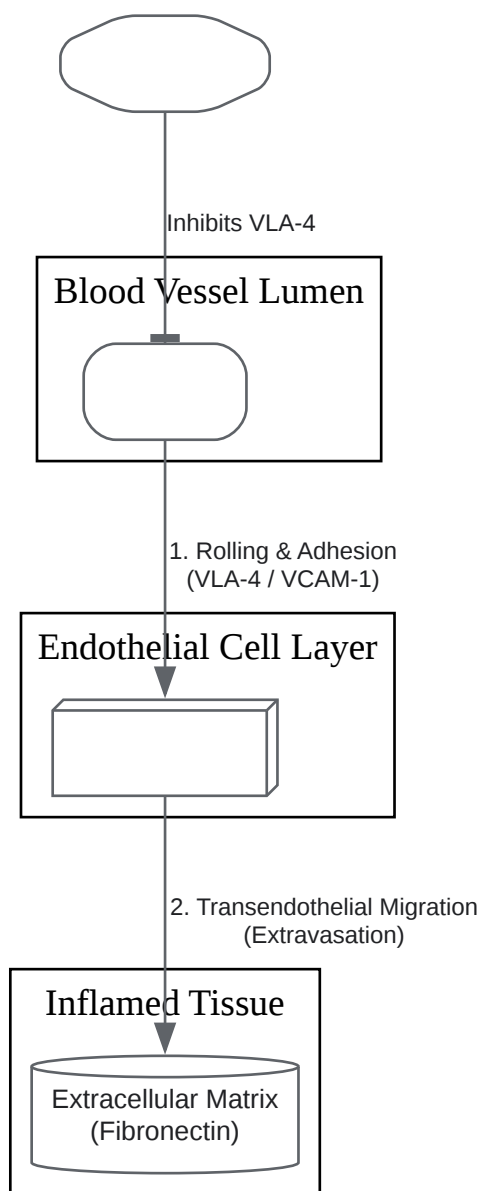 Inhibits VLA-4
Blood Vessel Lumen
1. Rolling & Adhesion
(VLA-4 / VCAM-1)
Endothelial Cell Layer
2. Transendothelial Migration
(Extravasation)
Inflamed Tissue
Extracellular Matrix
(Fibronectin)